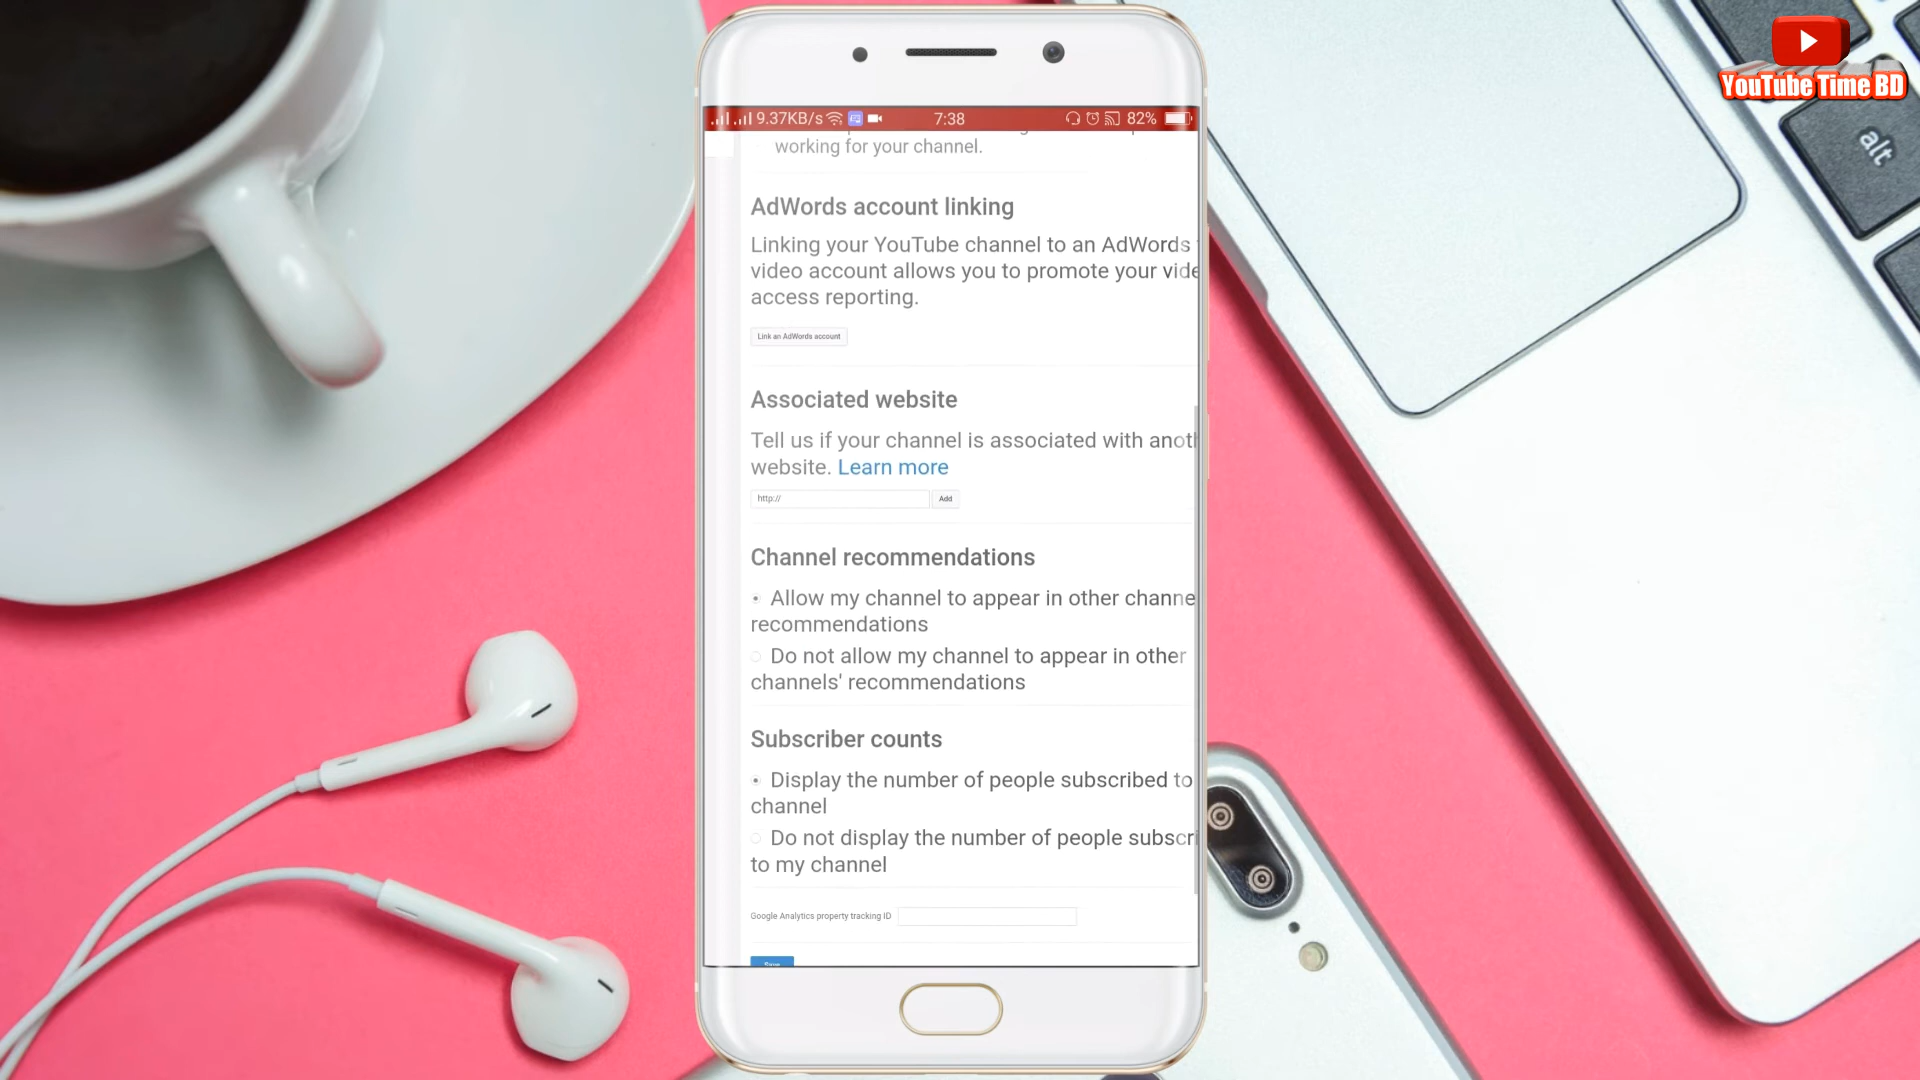 YouTube Time BD
alt
9.37KB/s 7:38 82%
working for your channel.
AdWords account linking
Linking your YouTube channel to an AdWords
video account allows you to promote your vide
access reporting.
Link an AdWords account
Associated website
Tell us if your channel is associated with anoth
website. Learn more
http:// Add
Channel recommendations
Allow my channel to appear in other channe
recommendations
Do not allow my channel to appear in other
channels' recommendations
Subscriber counts
Display the number of people subscribed to
channel
Do not display the number of people subscri
to my channel
Google Analytics property tracking ID
Save